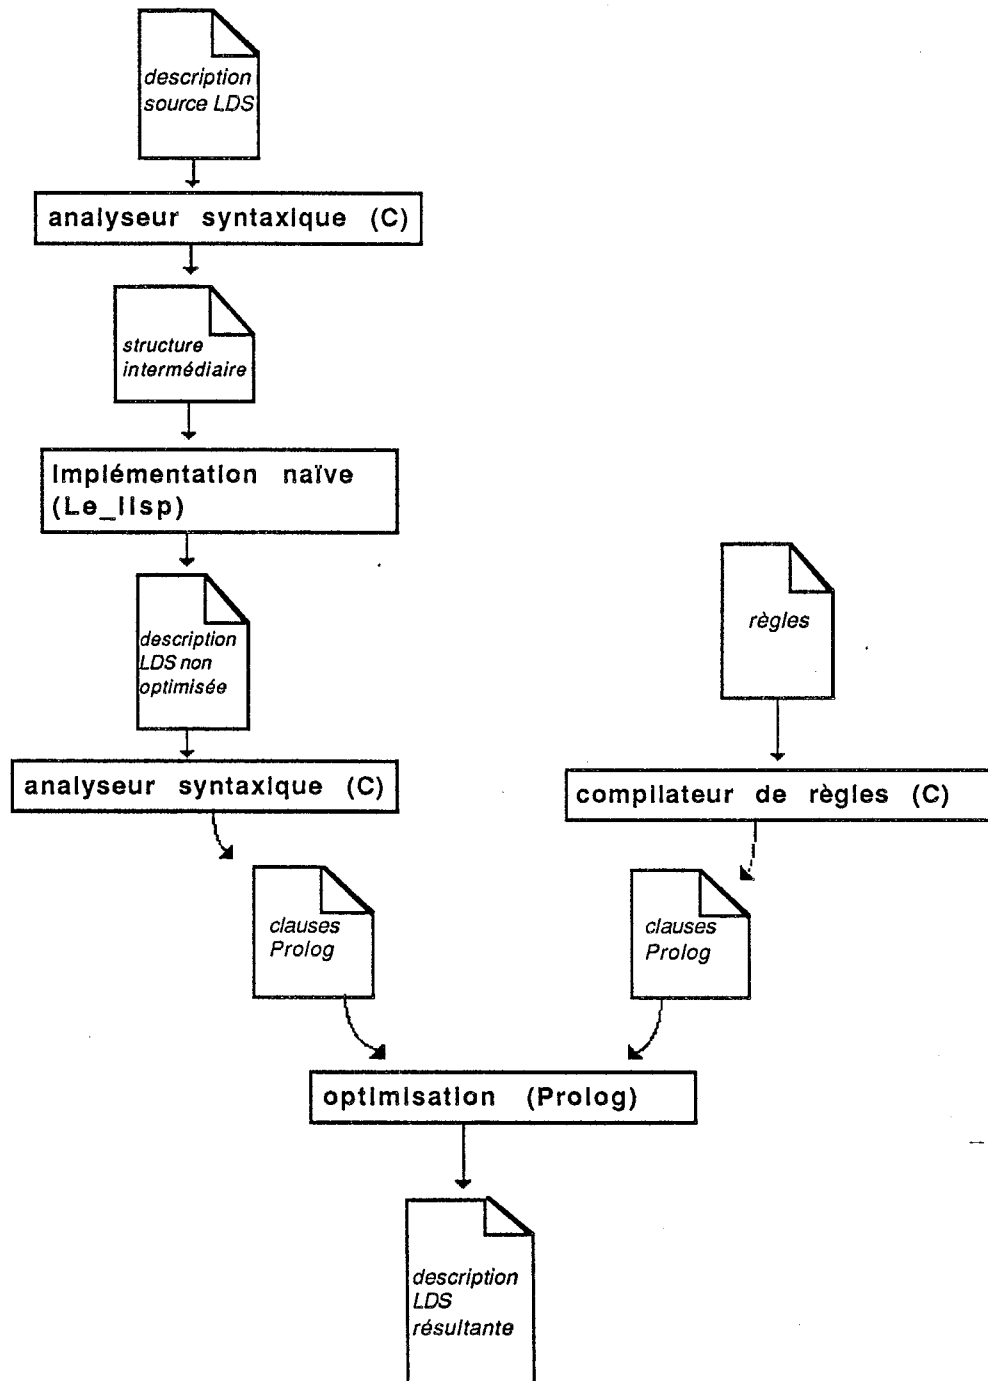 description
source LDS
analyseur syntaxique (C)
structure
intermédiaire
Implémentation naïve
(Le_lisp)
description
LDS non
optimisée
règles
analyseur syntaxique (C)
compilateur de règles (C)
clauses
Prolog
clauses
Prolog
optimisation (Prolog)
description
LDS
résultante